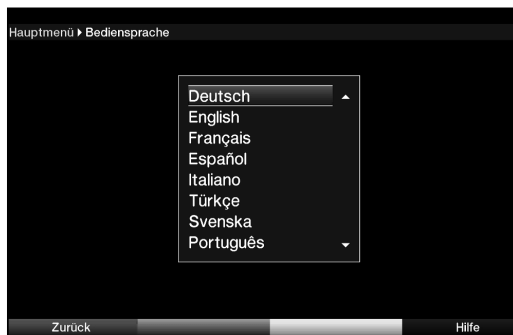 Hauptmenü ▸ Bediensprache
Deutsch
English
Français
Español
Italiano
Türkçe
Svenska
Português
Zurück Hilfe